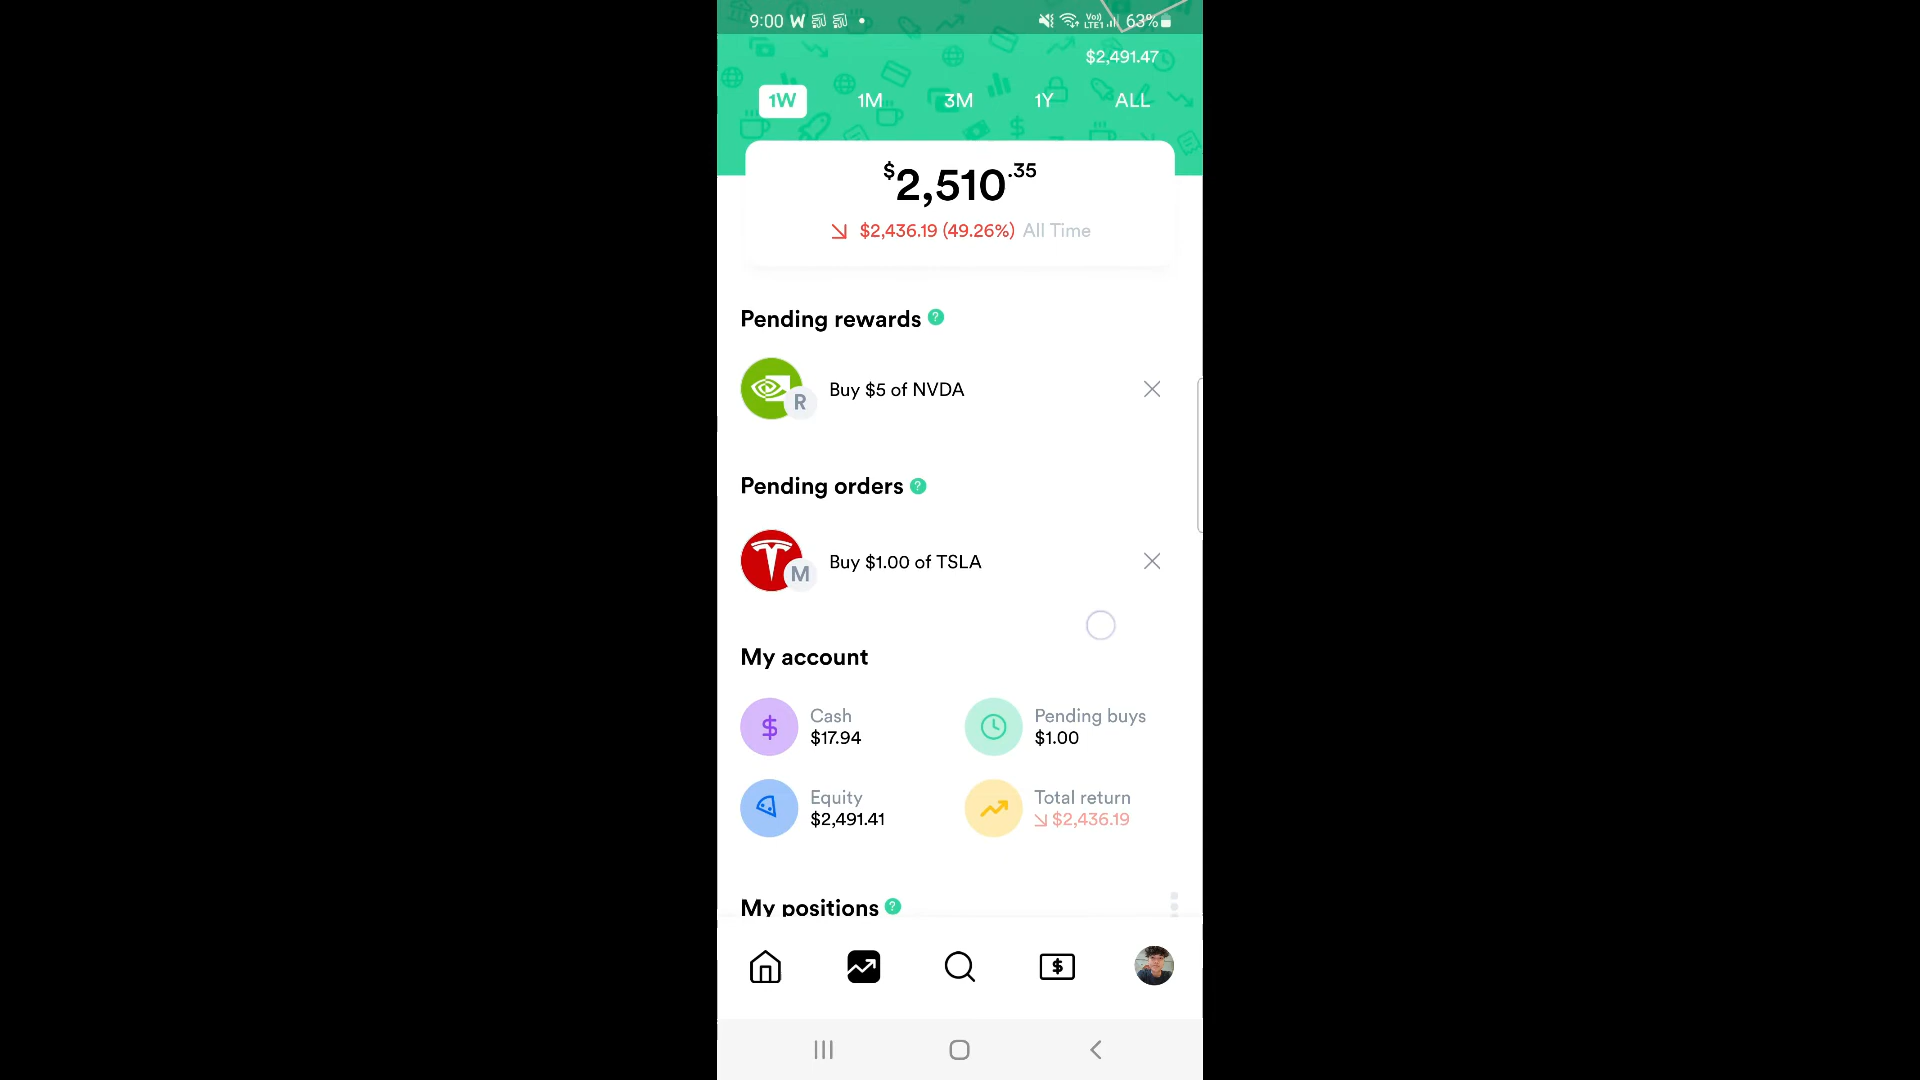 9:00 W
Vo)) LTE1 63%
$2,491.47
1W 1M 3M 1Y ALL
$2,510.35
$2,436.19 (49.26%) All Time
Pending rewards ?
R Buy $5 of NVDA
Pending orders ?
M Buy $1.00 of TSLA
My account
Cash
$17.94
Pending buys
$1.00
Equity
$2,491.41
Total return
$2,436.19
My positions ?